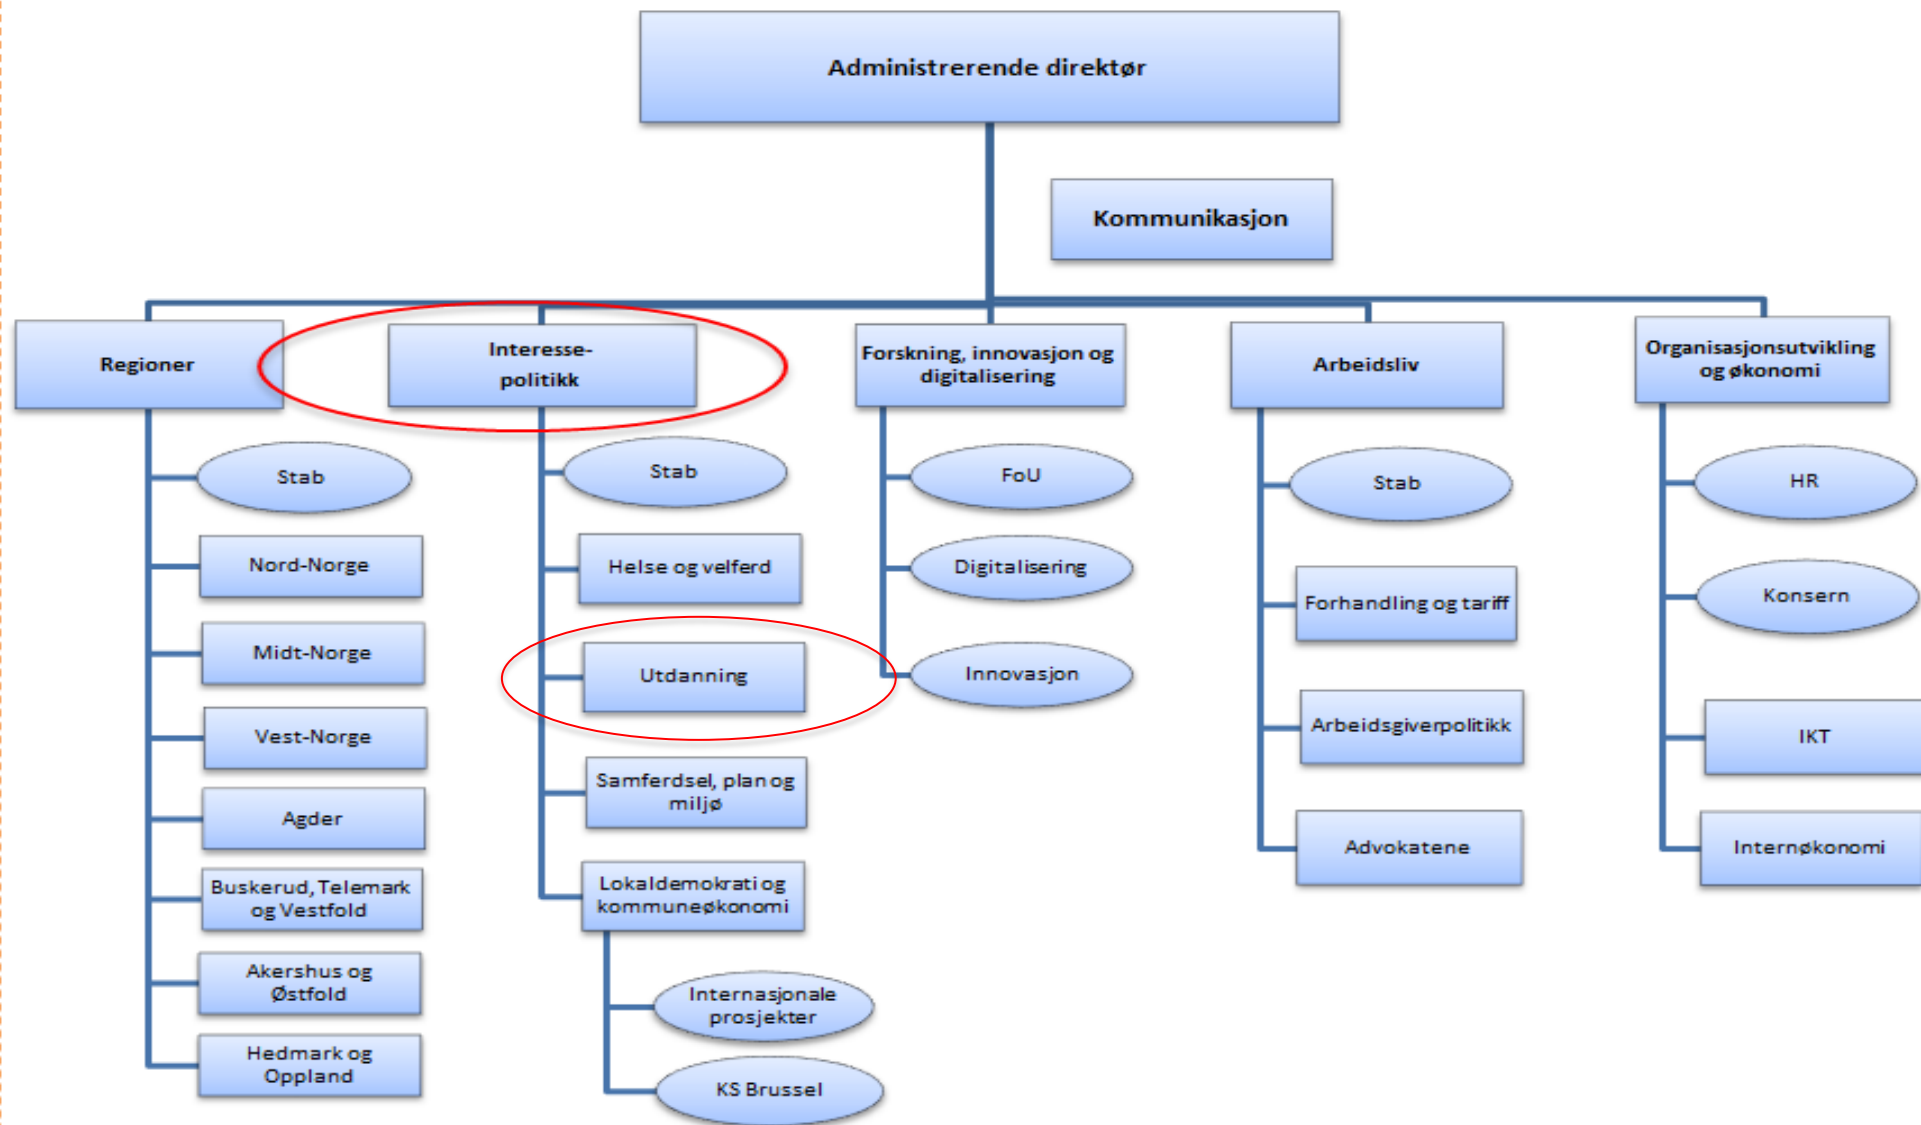 Administrerende direktør
Kommunikasjon
Regioner
Interesse-
politikk
Forskning, innovasjon og
digitalisering
Arbeidsliv
Organisasjonsutvikling
og økonomi
Stab
Nord-Norge
Midt-Norge
Vest-Norge
Agder
Buskerud, Telemark
og Vestfold
Akershus og
Østfold
Hedmark og
Oppland
Stab
Helse og velferd
Utdanning
Samferdsel, plan og
miljø
Lokaldemokrati og
kommuneøkonomi
Internasjonale
prosjekter
KS Brussel
FoU
Digitalisering
Innovasjon
Stab
Forhandling og tariff
Arbeidsgiverpolitikk
Advokatene
HR
Konsern
IKT
Internøkonomi